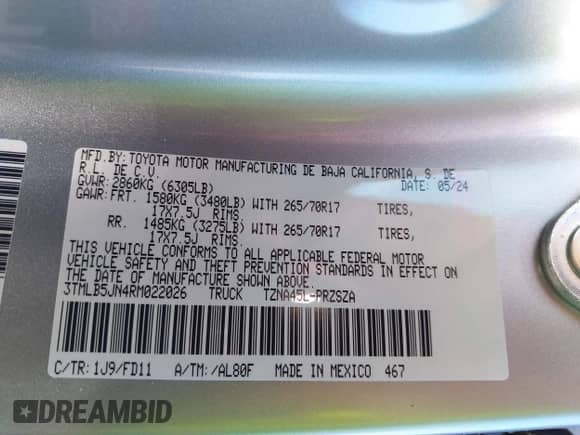 MFD.BY:TOYOTA MOTOR MANUFACTURING DE BAJA CALIFORNIA, S. DE
R.L. DE C.V. DATE: 05/24
GVWR:2860KG (6305LB)
GAWR:FRT. 1580KG (3480LB) WITH 265/70R17 TIRES,
17X7.5J RIMS.
RR. 1485KG (3275LB) WITH 265/70R17 TIRES,
17X7.5J RIMS.
THIS VEHICLE CONFORMS TO ALL APPLICABLE FEDERAL MOTOR
VEHICLE SAFETY AND THEFT PREVENTION STANDARDS IN EFFECT ON
THE DATE OF MANUFACTURE SHOWN ABOVE.
3TMLB5JN4RM022026 TRUCK TZNA45L-PRZSZA
C/TR:1J9/FD11 A/TM:/AL80F MADE IN MEXICO 467
DREAMBID